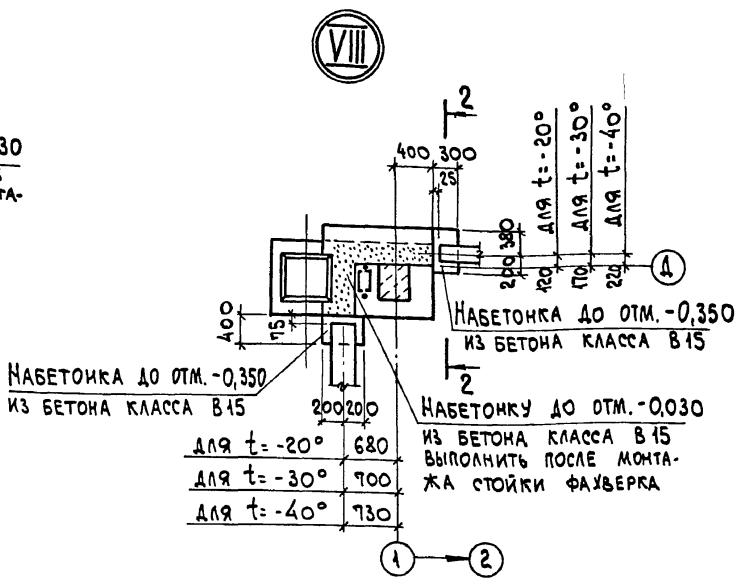 VIII
30
ТА-
2
400 300
25
ДЛЯ t=-20°
ДЛЯ t=-30°
ДЛЯ t=-40°
380
200
120
170
220
Д
400
75
НАБЕТОНКА ДО ОТМ. -0,350
ИЗ БЕТОНА КЛАССА В15
2
НАБЕТОНКА ДО ОТМ. -0,350
ИЗ БЕТОНА КЛАССА В15
200 200
НАБЕТОНКУ ДО ОТМ. -0,030
ИЗ БЕТОНА КЛАССА В15
ВЫПОЛНИТЬ ПОСЛЕ МОНТА-
ЖА СТОЙКИ ФАХВЕРКА
ДЛЯ t= -20° 680
ДЛЯ t= -30° 700
ДЛЯ t= -40° 730
1 2